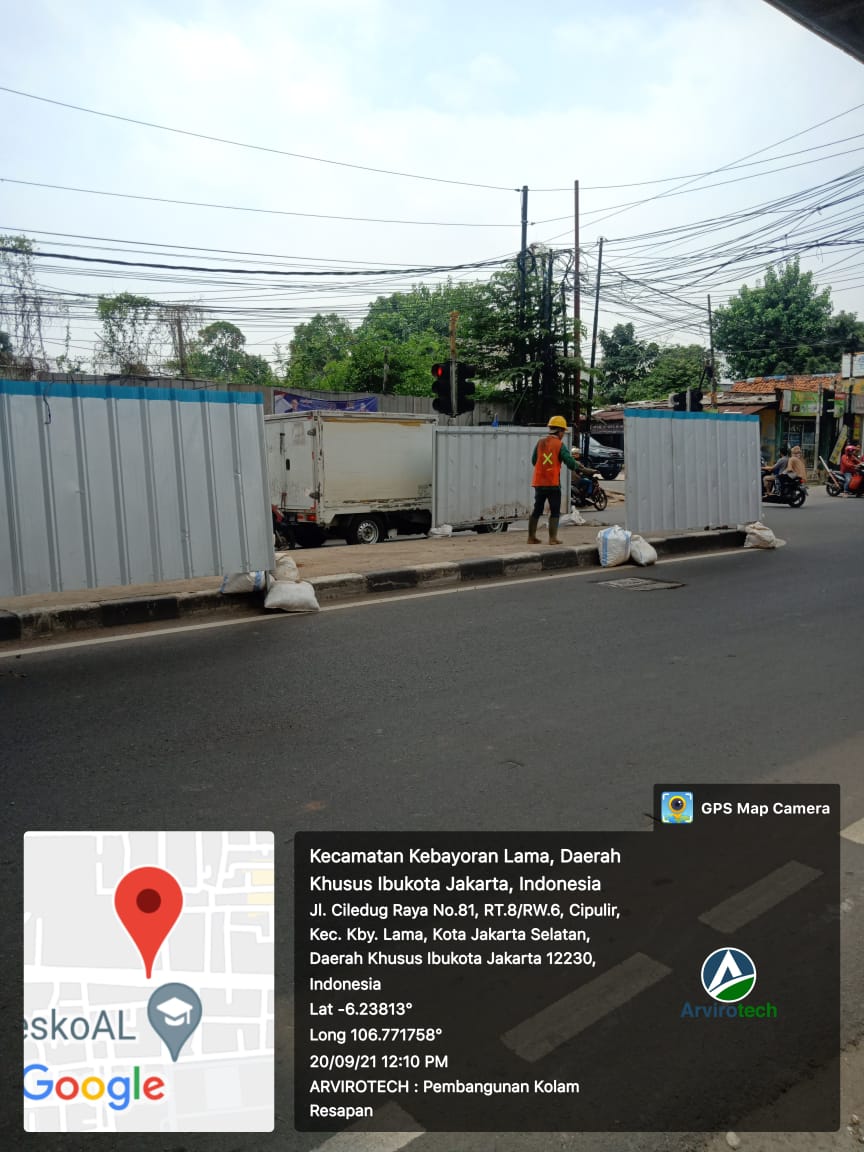 GPS Map Camera
Kecamatan Kebayoran Lama, Daerah
Khusus Ibukota Jakarta, Indonesia
Jl. Ciledug Raya No.81, RT.8/RW.6, Cipulir,
Kec. Kby. Lama, Kota Jakarta Selatan,
Daerah Khusus Ibukota Jakarta 12230,
Indonesia
Lat -6.23813°
Long 106.771758°
20/09/21 12:10 PM
ARVIROTECH : Pembangunan Kolam
Resapan
Arvirotech
eskoAL
Google